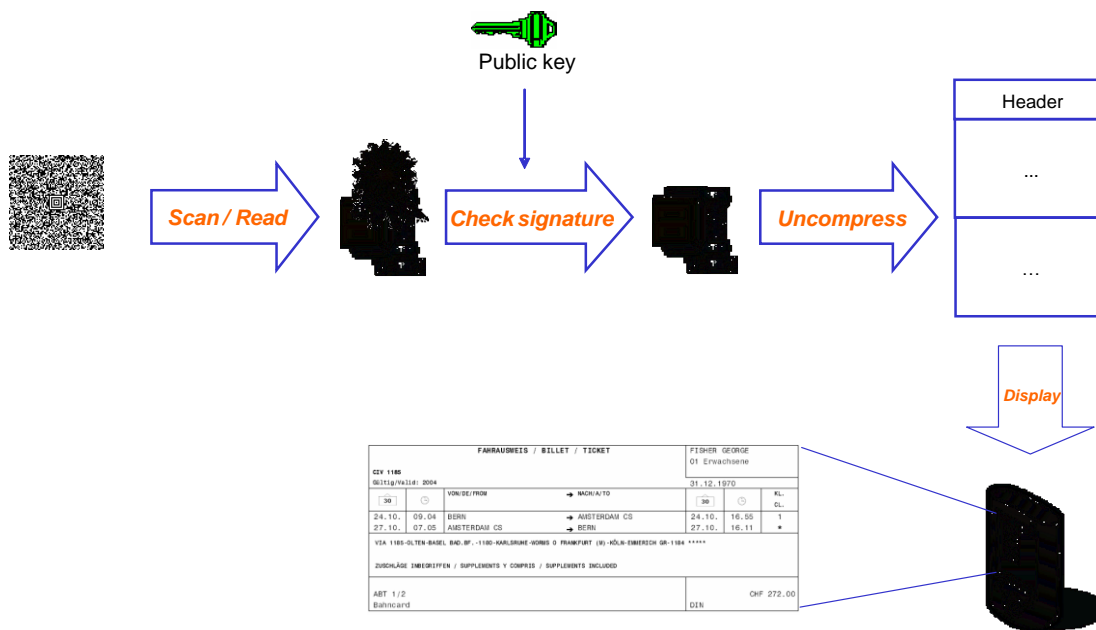 Public key
Header
...
Scan / Read
Check signature
Uncompress
...
Display
FAHRAUSWEIS / BILLET / TICKET
FISHER GEORGE
01 Erwachsene
CIV 1185
Gültig/Valid: 2004
31.12.1970
30 VON/DE/FROM → NACH/A/TO 30 KL.
CL.
24.10. 09.04 BERN → AMSTERDAM CS 24.10. 16.55 1
27.10. 07.05 AMSTERDAM CS → BERN 27.10. 16.11 *
VIA 1185-OLTEN-BASEL BAD.BF.-1180-KARLSRUHE-WORMS O FRANKFURT (M)-KÖLN-EMMERICH GR-1184 *****
ZUSCHLÄGE INBEGRIFFEN / SUPPLEMENTS Y COMPRIS / SUPPLEMENTS INCLUDED
ABT 1/2 CHF 272.00
Bahncard DIN